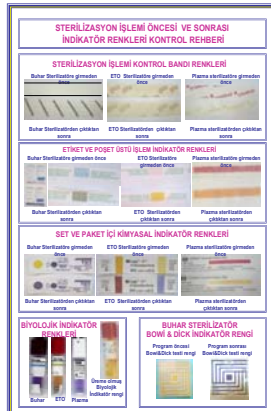 STERİLİZASYON İŞLEMİ ÖNCESİ VE SONRASI
İNDİKATÖR RENKLERİ KONTROL REHBERİ
STERİLİZASYON İŞLEMİ KONTROL BANDI RENKLERİ
Buhar Sterilizatöre girmeden önce
ETO Sterilizatöre girmeden önce
Plazma sterilizatöre girmeden önce
Buhar Sterilizatörden çıktıktan sonra
ETO Sterilizatörden çıktıktan sonra
Plazma sterilizatörden çıktıktan sonra
ETİKET VE POŞET ÜSTÜ İŞLEM İNDİKATÖR RENKLERİ
Buhar Sterilizatöre girmeden önce
ETO Sterilizatöre girmeden önce
Plazma sterilizatöre girmeden önce
Buhar Sterilizatörden çıktıktan sonra
ETO Sterilizatörden çıktıktan sonra
Plazma sterilizatörden çıktıktan sonra
SET VE PAKET İÇİ KİMYASAL İNDİKATÖR RENKLERİ
Buhar Sterilizatöre girmeden önce
ETO Sterilizatöre girmeden önce
Plazma sterilizatöre girmeden önce
Buhar Sterilizatörden çıktıktan sonra
ETO Sterilizatörden çıktıktan sonra
Plazma sterilizatörden çıktıktan sonra
BİYOLOJİK İNDİKATÖR
RENKLERİ
Üreme olmuş
Biyolojik
İndikatör rengi
Buhar ETO Plazma
BUHAR STERİLİZATÖR
BOWİ & DİCK İNDİKATÖR RENGİ
Program öncesi
Bowi&Dick testi rengi
Program sonrası
Bowi&Dick testi rengi